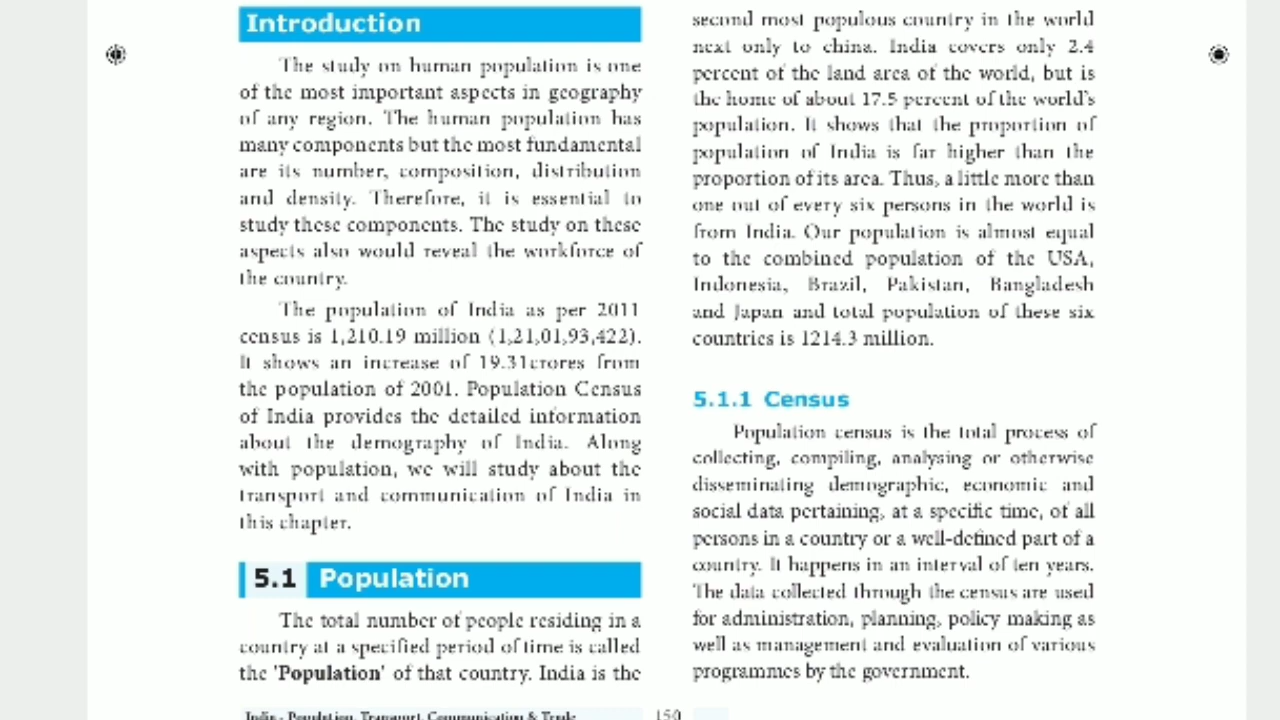 Introduction
The study on human population is one
of the most important aspects in geography
of any region. The human population has
many components but the most fundamental
are its number, composition, distribution
and density. Therefore, it is essential to
study these components. The study on these
aspects also would reveal the workforce of
the country.
The population of India as per 2011
census is 1,210.19 million (1,21,01,93,422).
It shows an increase of 19.31crores from
the population of 2001. Population Census
of India provides the detailed information
about the demography of India. Along
with population, we will study about the
transport and communication of India in
this chapter.
5.1 Population
The total number of people residing in a
country at a specified period of time is called
the 'Population' of that country. India is the
second most populous country in the world
next only to china. India covers only 2.4
percent of the land area of the world, but is
the home of about 17.5 percent of the world's
population. It shows that the proportion of
population of India is far higher than the
proportion of its area. Thus, a little more than
one out of every six persons in the world is
from India. Our population is almost equal
to the combined population of the USA,
Indonesia, Brazil, Pakistan, Bangladesh
and Japan and total population of these six
countries is 1214.3 million.
5.1.1 Census
Population census is the total process of
collecting, compiling, analysing or otherwise
disseminating demographic, economic and
social data pertaining, at a specific time, of all
persons in a country or a well-defined part of a
country. It happens in an interval of ten years.
The data collected through the census are used
for administration, planning, policy making as
well as management and evaluation of various
programmes by the government.
India - Population, Transport, Communication & Trade
150